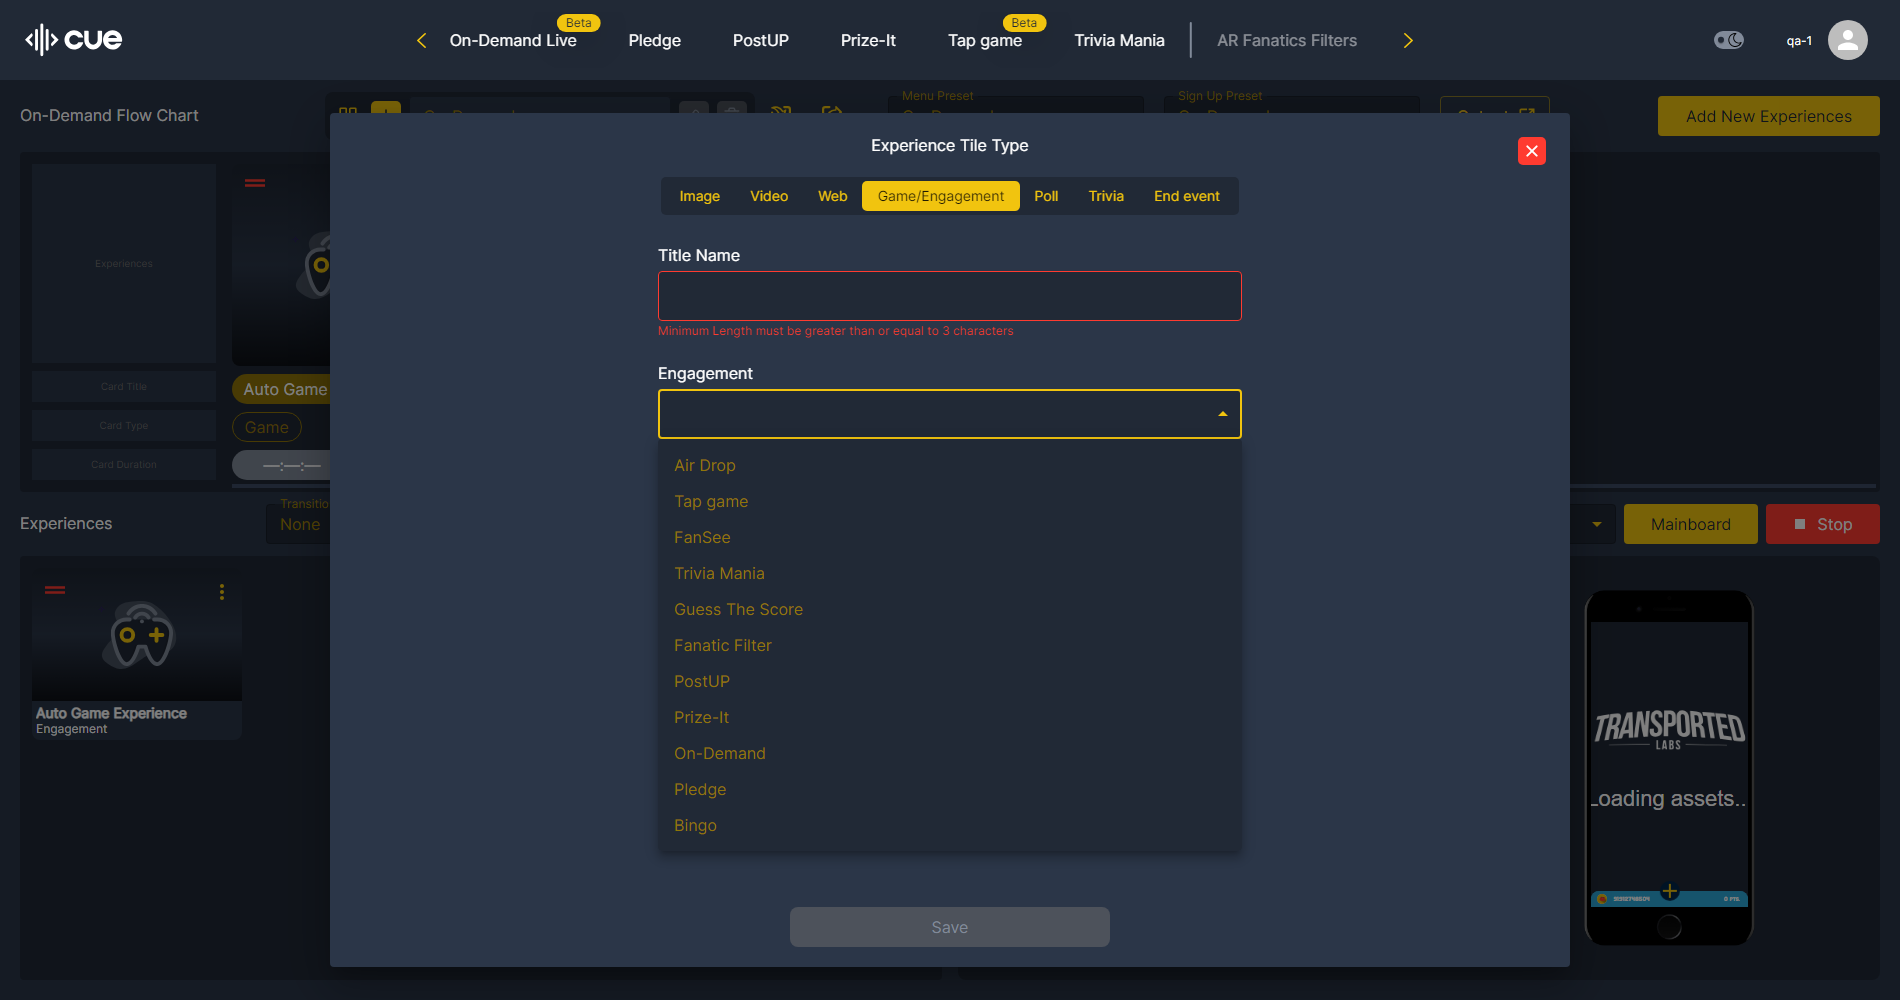 cue
On-Demand Live
Beta
Pledge
PostUP
Prize-It
Tap game
Beta
Trivia Mania
AR Fanatics Filters
qa-1
On-Demand Flow Chart
Menu Preset
Sign Up Preset
Add New Experiences
Experience Tile Type
Image
Video
Web
Game/Engagement
Poll
Trivia
End event
Title Name
Minimum Length must be greater than or equal to 3 characters
Engagement
Air Drop
Tap game
FanSee
Trivia Mania
Guess The Score
Fanatic Filter
PostUP
Prize-It
On-Demand
Pledge
Bingo
Save
Experiences
Card Title
Card Type
Card Duration
Auto Game
Game
—:—:—
Experiences
Transitio
None
Mainboard
Stop
Auto Game Experience
Engagement
TRANSPORTED
LABS
Loading assets..